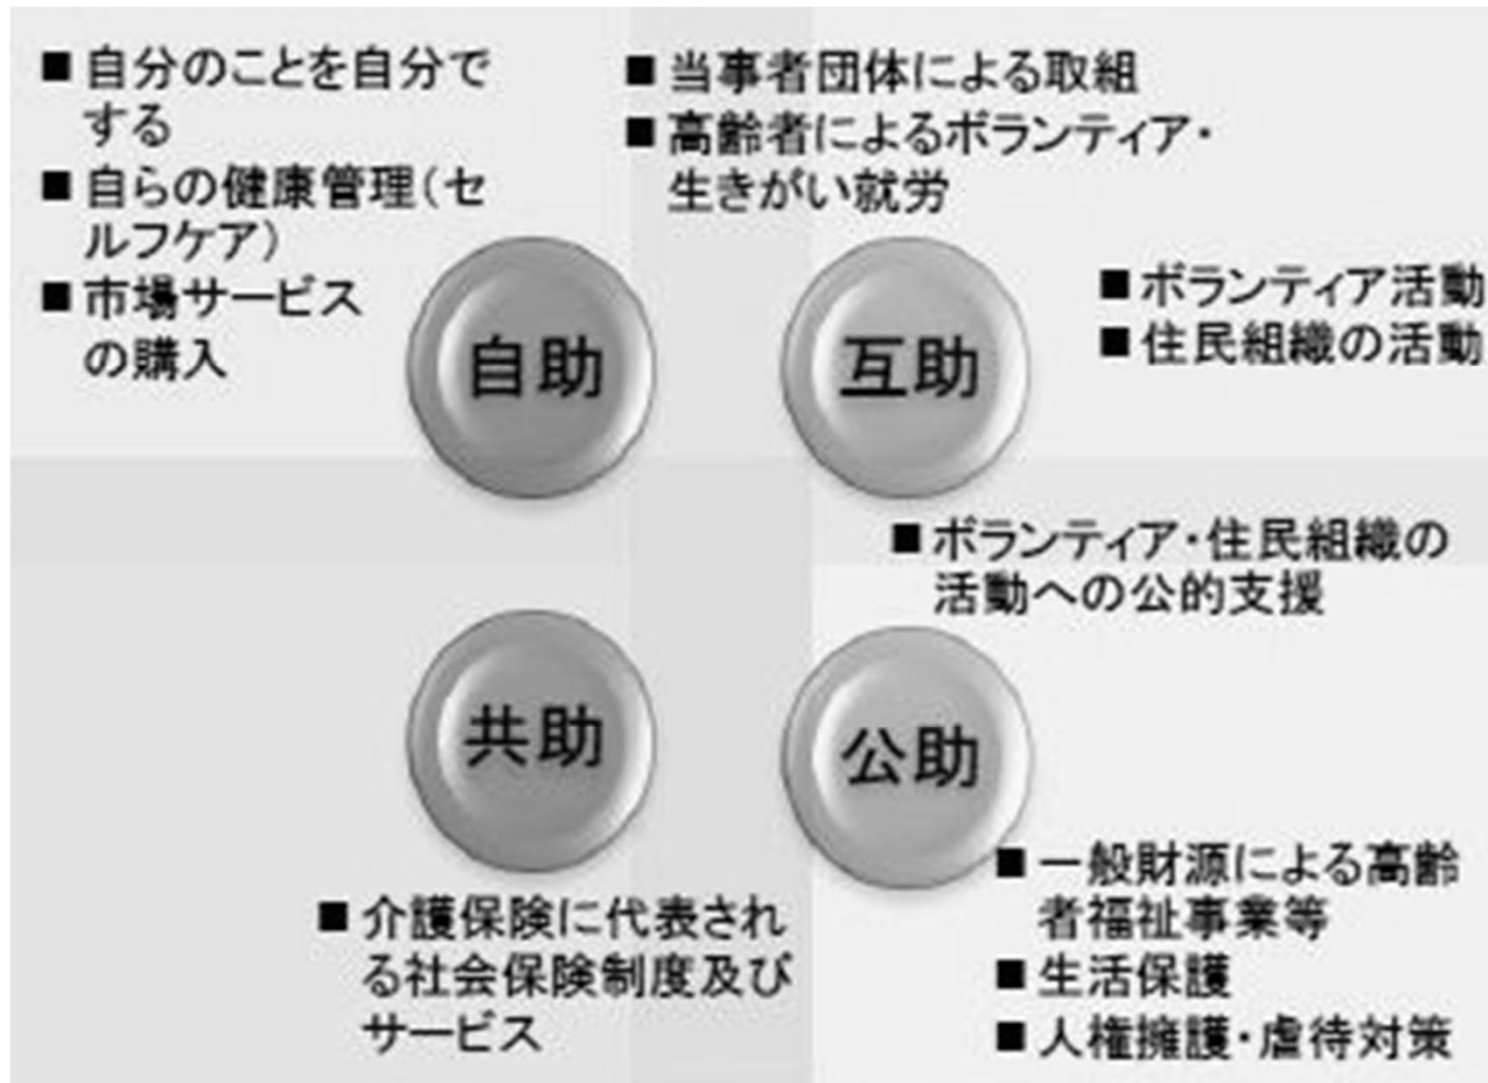 ■ 自分のことを自分で
する
■ 自らの健康管理(セ
ルフケア)
■ 市場サービス
の購入
■ 当事者団体による取組
■ 高齢者によるボランティア・
生きがい就労
自助
互助
■ ボランティア活動
■ 住民組織の活動
■ ボランティア・住民組織の
活動への公的支援
共助
公助
■ 介護保険に代表され
る社会保険制度及び
サービス
■ 一般財源による高齢
者福祉事業等
■ 生活保護
■ 人権擁護・虐待対策